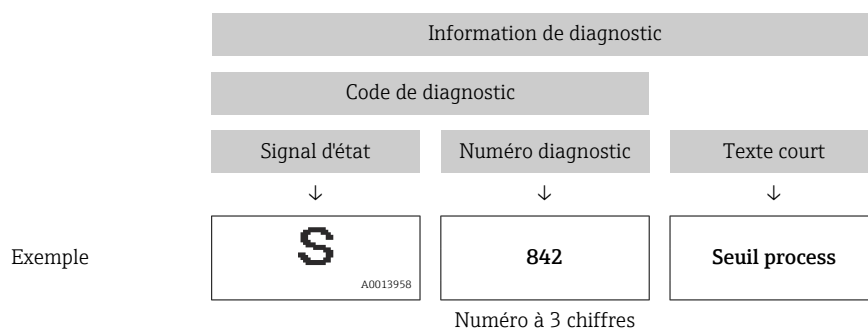 Information de diagnostic
Code de diagnostic
Signal d'état Numéro diagnostic Texte court
↓ ↓ ↓
Exemple S 842 Seuil process
A0013958
Numéro à 3 chiffres